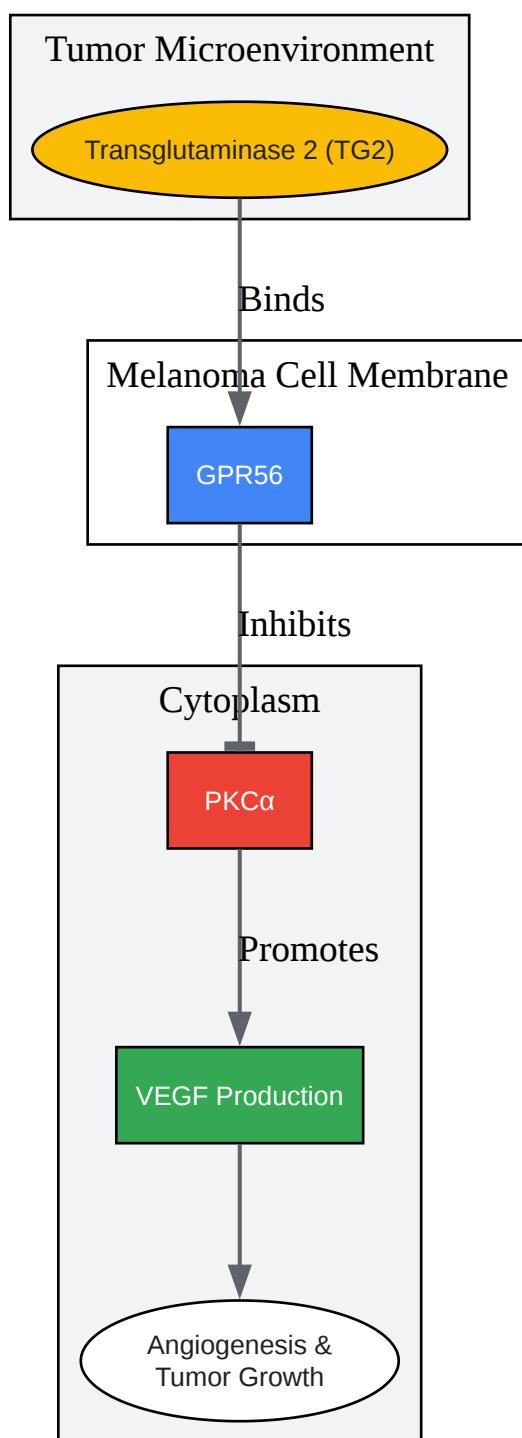 Tumor Microenvironment
Transglutaminase 2 (TG2)
Binds
Melanoma Cell Membrane
GPR56
Inhibits
Cytoplasm
PKCα
Promotes
VEGF Production
Angiogenesis &
Tumor Growth